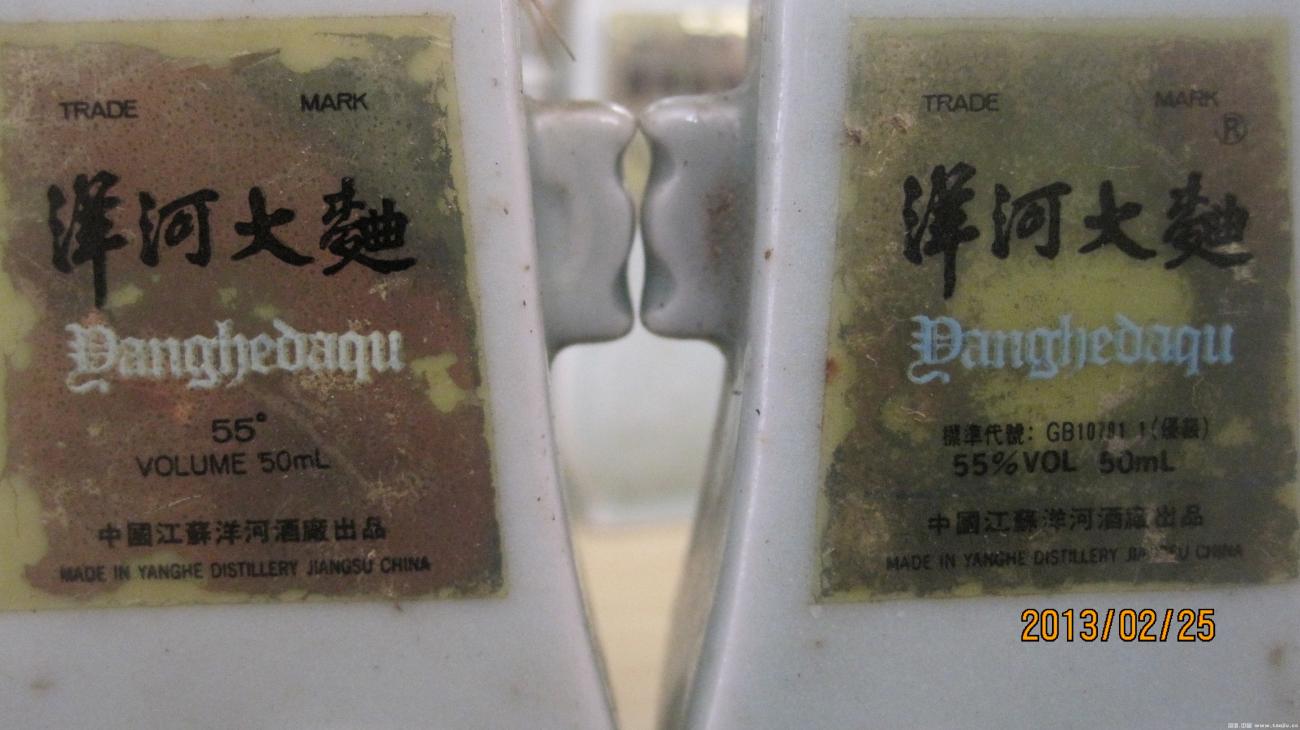 TRADE MARK
洋河大麯
Yanghedaqu
55°
VOLUME 50mL
中國江蘇洋河酒廠出品
MADE IN YANGHE DISTILLERY JIANGSU CHINA
TRADE MARK ®
洋河大麯
Yanghedaqu
標準代號: GB10781 1(優級)
55%VOL 50mL
中國江蘇洋河酒廠出品
MADE IN YANGHE DISTILLERY JIANGSU CHINA
2013/02/25